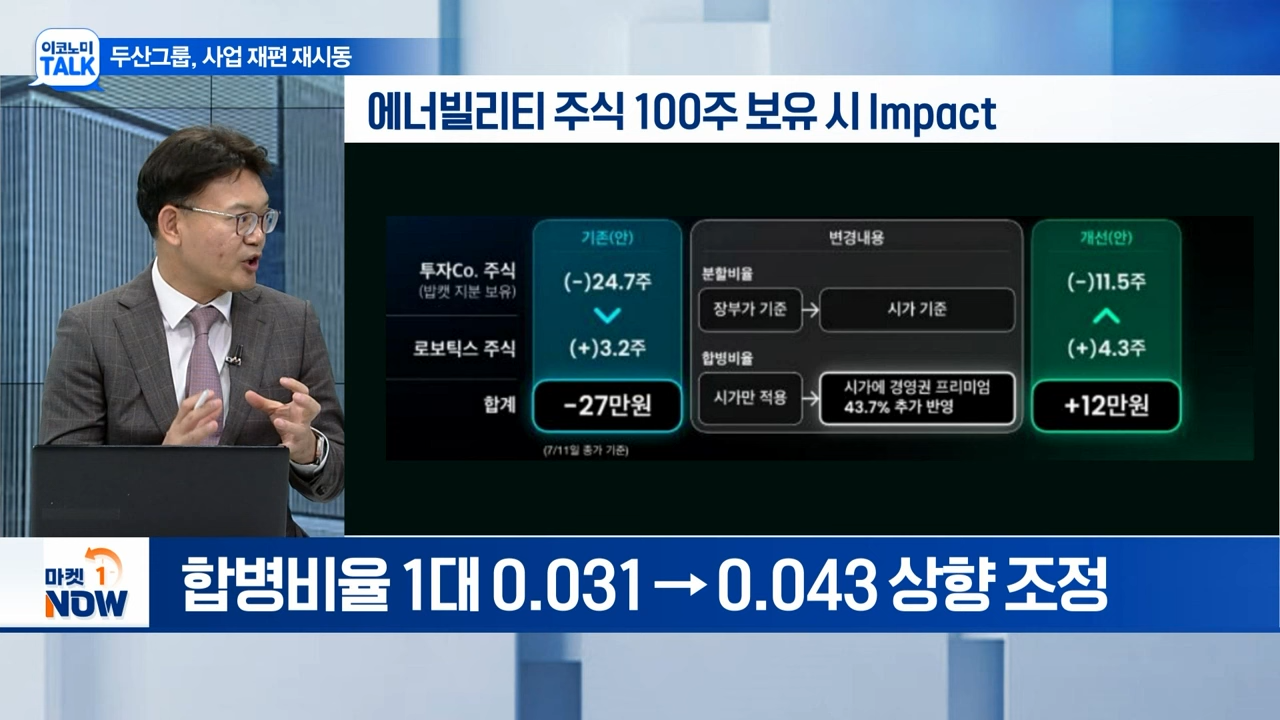 이코노미
TALK
두산그룹, 사업 재편 재시동
에너빌리티 주식 100주 보유 시 Impact
기존(안)
변경내용
개선(안)
투자Co. 주식
(밥캣 지분 보유)
(-)24.7주
분할비율
장부가 기준 → 시가 기준
(-)11.5주
로보틱스 주식
(+)3.2주
합병비율
시가만 적용 → 시가에 경영권 프리미엄
43.7% 추가 반영
(+)4.3주
합계
-27만원
+12만원
(7/11일 종가 기준)
마켓 1
NOW
합병비율 1대 0.031 → 0.043 상향 조정